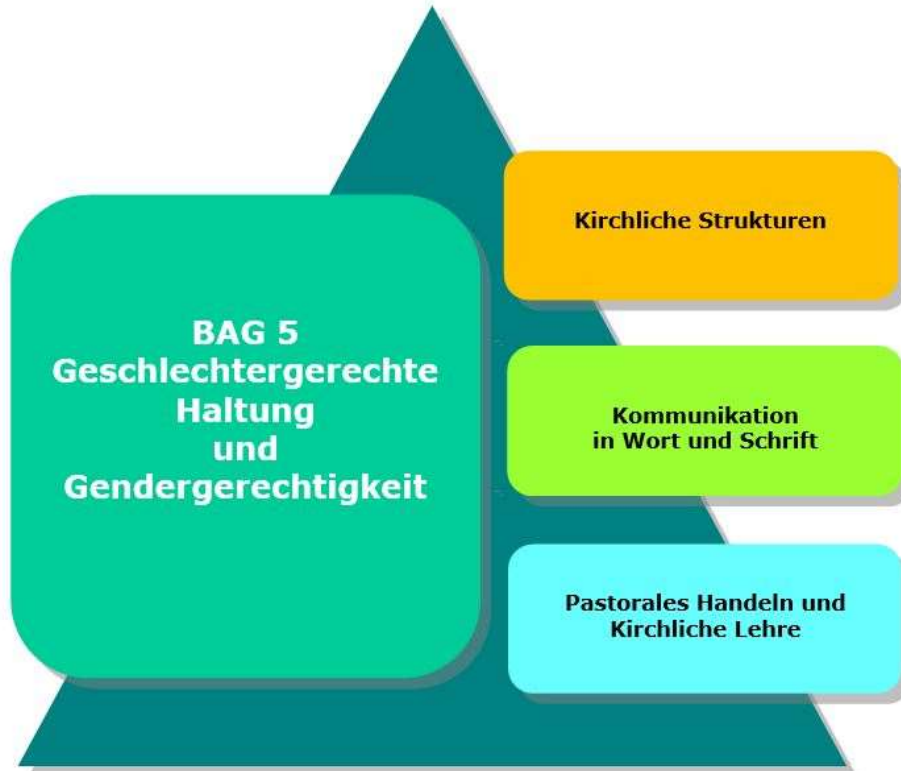 BAG 5
Geschlechtergerechte
Haltung
und
Gendergerechtigkeit
Kirchliche Strukturen
Kommunikation
in Wort und Schrift
Pastorales Handeln und
Kirchliche Lehre